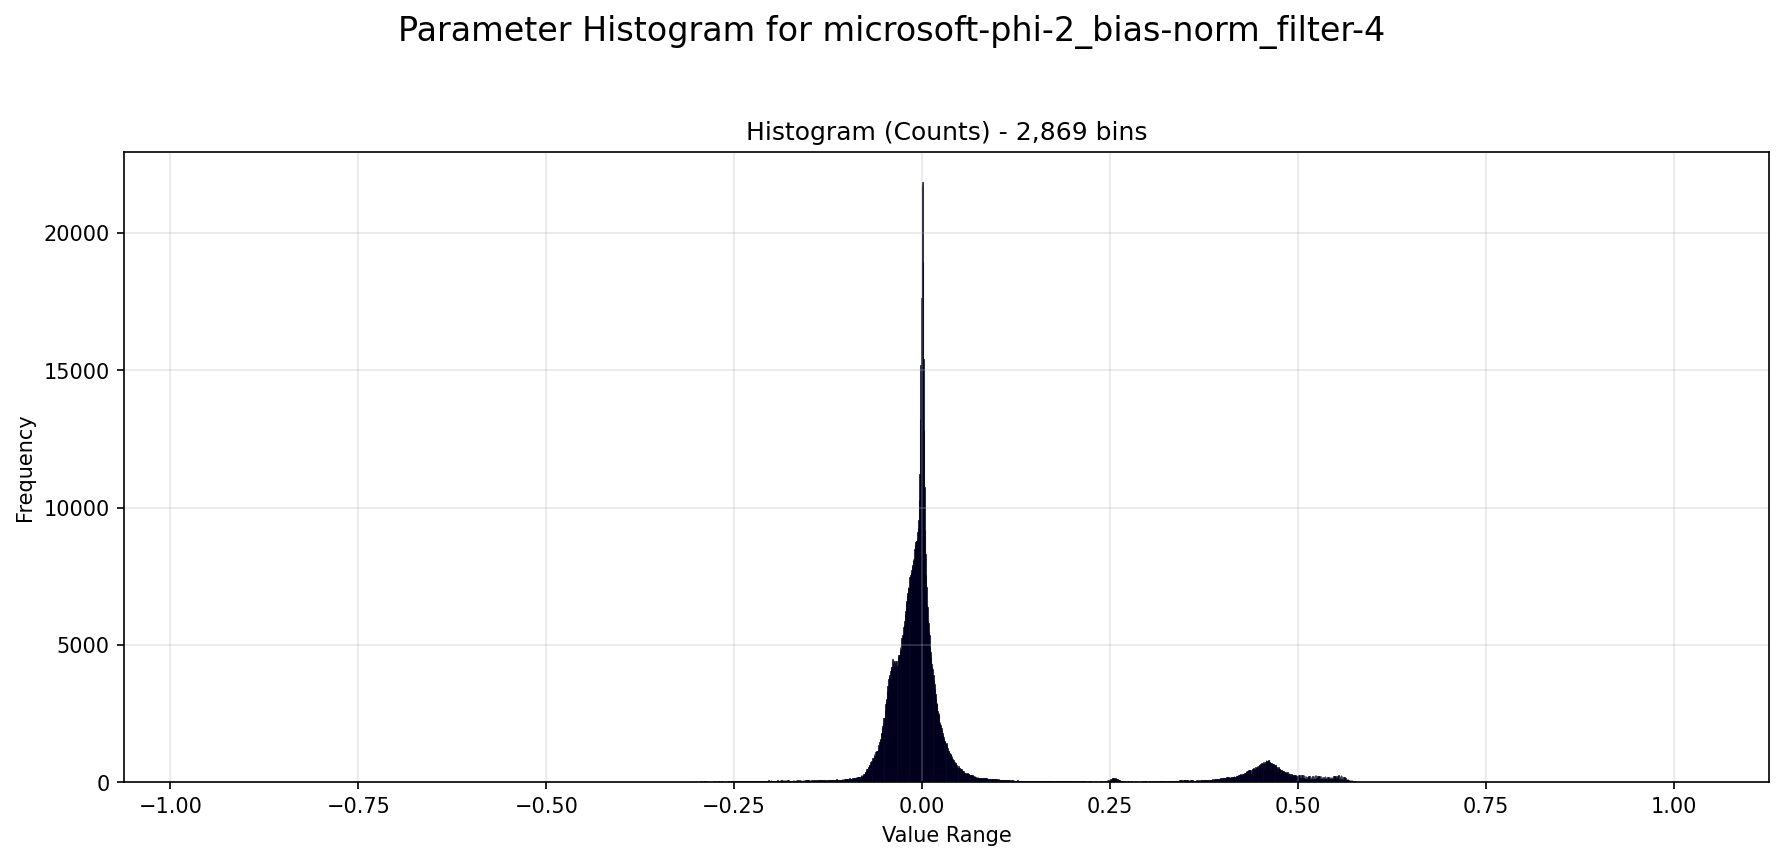 Parameter Histogram for microsoft-phi-2_bias-norm_filter-4
Histogram (Counts) - 2,869 bins
Frequency
20000
15000
10000
5000
0
−1.00 −0.75 −0.50 −0.25 0.00 0.25 0.50 0.75 1.00
Value Range